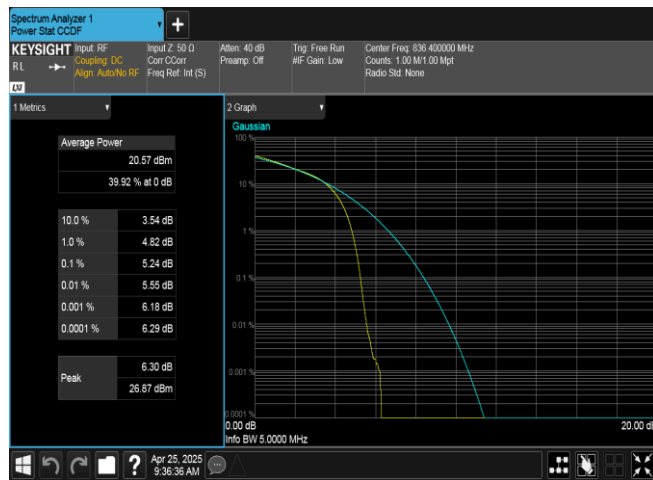 Spectrum Analyzer 1
Power Stat CCDF
+
KEYSIGHT
RL
LXI
Input: RF
Coupling: DC
Align: Auto/No RF
Input Z: 50 Ω
Corr CCorr
Freq Ref: Int (S)
Atten: 40 dB
Preamp: Off
Trig: Free Run
#IF Gain: Low
Center Freq: 836.400000 MHz
Counts: 1.00 M/1.00 Mpt
Radio Std: None
1 Metrics
Average Power
20.57 dBm
39.92 % at 0 dB
10.0 % 3.54 dB
1.0 % 4.82 dB
0.1 % 5.24 dB
0.01 % 5.55 dB
0.001 % 6.18 dB
0.0001 % 6.29 dB
Peak
6.30 dB
26.87 dBm
2 Graph
Gaussian
100 %
10 %
1 %
0.1 %
0.01 %
0.001 %
0.0001 %
0.00 dB
20.00 dB
Info BW 5.0000 MHz
?
Apr 25, 2025
9:36:36 AM